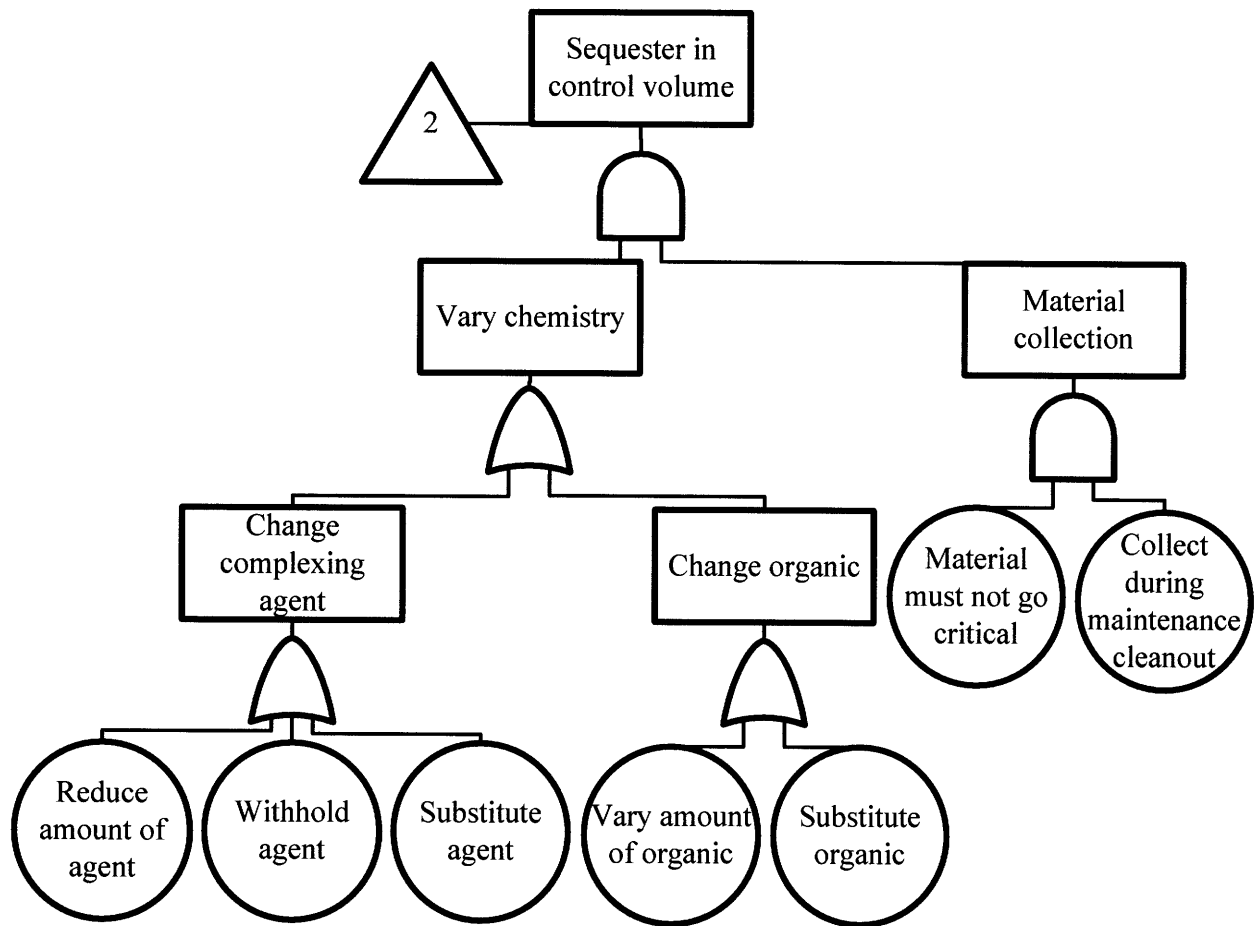 Sequester in
control volume
2
Vary chemistry
Material
collection
Change
complexing
agent
Change organic
Material
must not go
critical
Collect
during
maintenance
cleanout
Reduce
amount of
agent
Withhold
agent
Substitute
agent
Vary amount
of organic
Substitute
organic